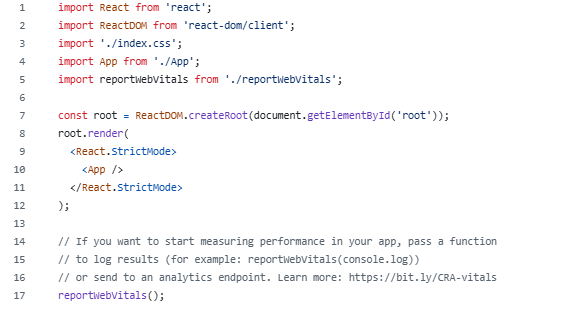 1 import React from 'react';
2 import ReactDOM from 'react-dom/client';
3 import './index.css';
4 import App from './App';
5 import reportWebVitals from './reportWebVitals';
6
7 const root = ReactDOM.createRoot(document.getElementById('root'));
8 root.render(
9   <React.StrictMode>
10     <App />
11   </React.StrictMode>
12 );
13
14 // If you want to start measuring performance in your app, pass a function
15 // to log results (for example: reportWebVitals(console.log))
16 // or send to an analytics endpoint. Learn more: https://bit.ly/CRA-vitals
17 reportWebVitals();